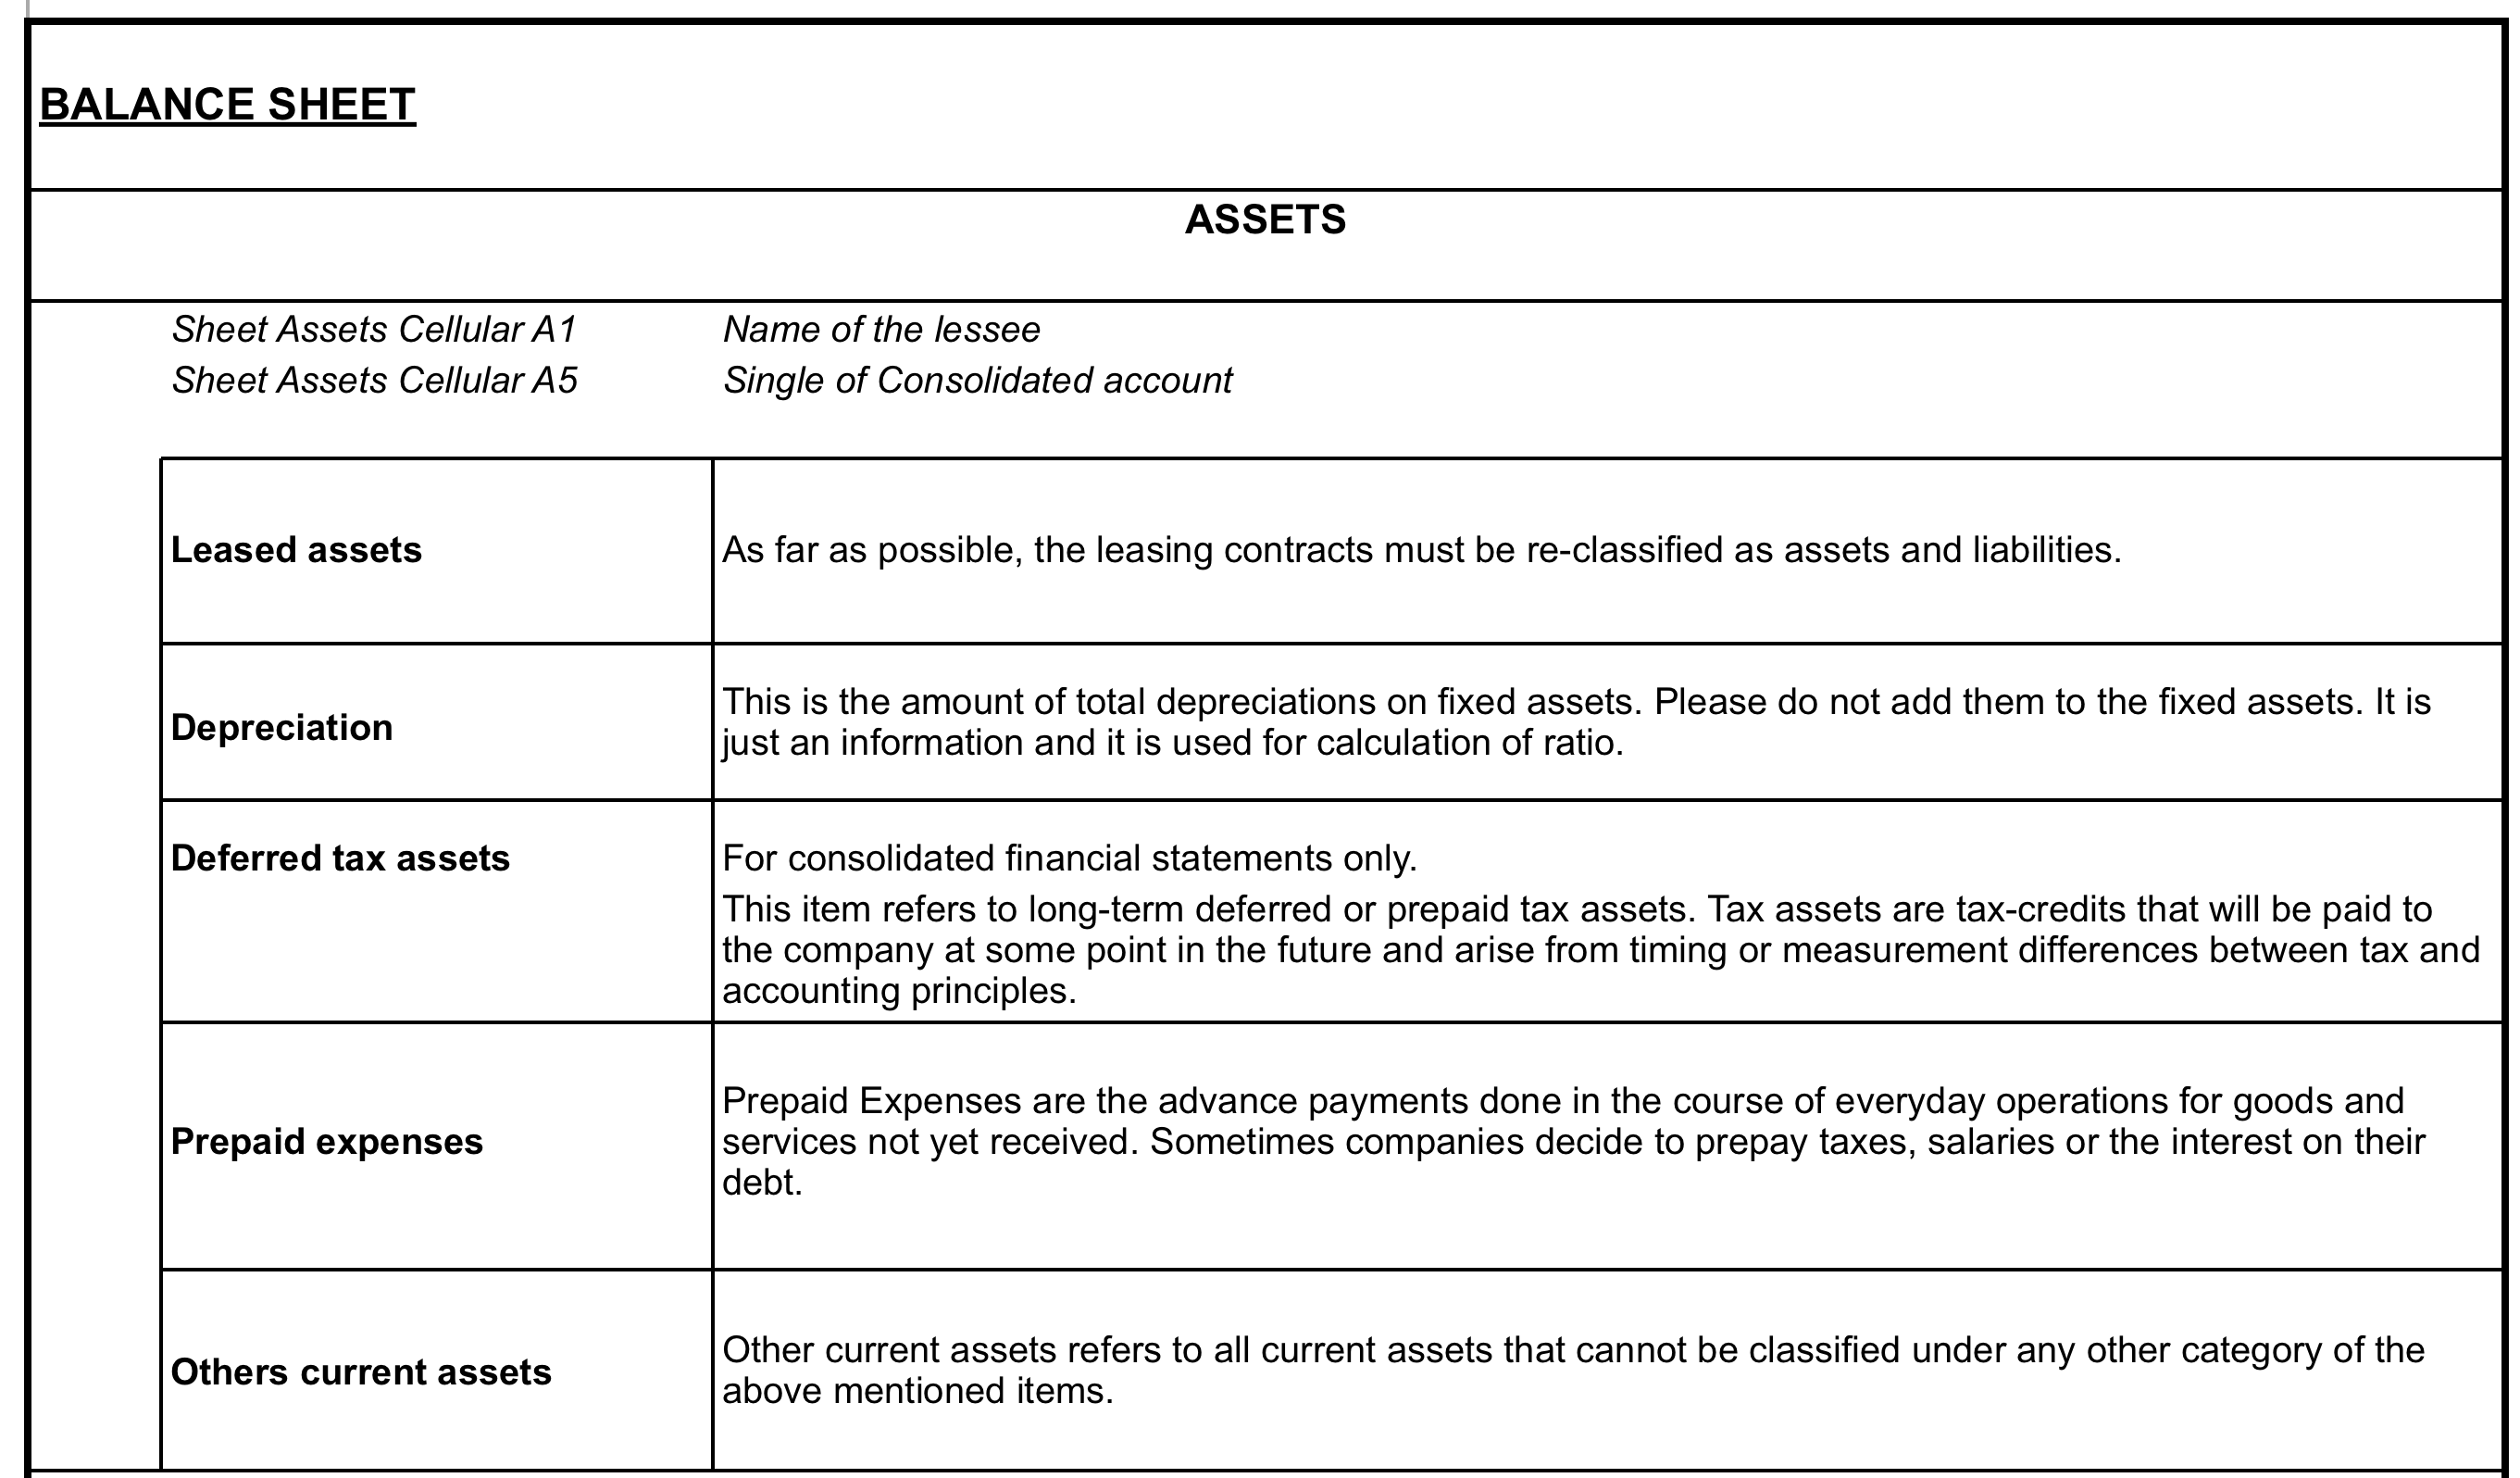 BALANCE SHEET
ASSETS
Sheet Assets Cellular A1 Name of the lessee
Sheet Assets Cellular A5 Single of Consolidated account
Leased assets As far as possible, the leasing contracts must be re-classified as assets and liabilities.
Depreciation
This is the amount of total depreciations on fixed assets. Please do not add them to the fixed assets. It is
just an information and it is used for calculation of ratio.
Deferred tax assets For consolidated financial statements only.
This item refers to long-term deferred or prepaid tax assets. Tax assets are tax-credits that will be paid to
the company at some point in the future and arise from timing or measurement differences between tax and
accounting principles.
Prepaid expenses
Prepaid Expenses are the advance payments done in the course of everyday operations for goods and
services not yet received. Sometimes companies decide to prepay taxes, salaries or the interest on their
debt.
Others current assets
Other current assets refers to all current assets that cannot be classified under any other category of the
above mentioned items.